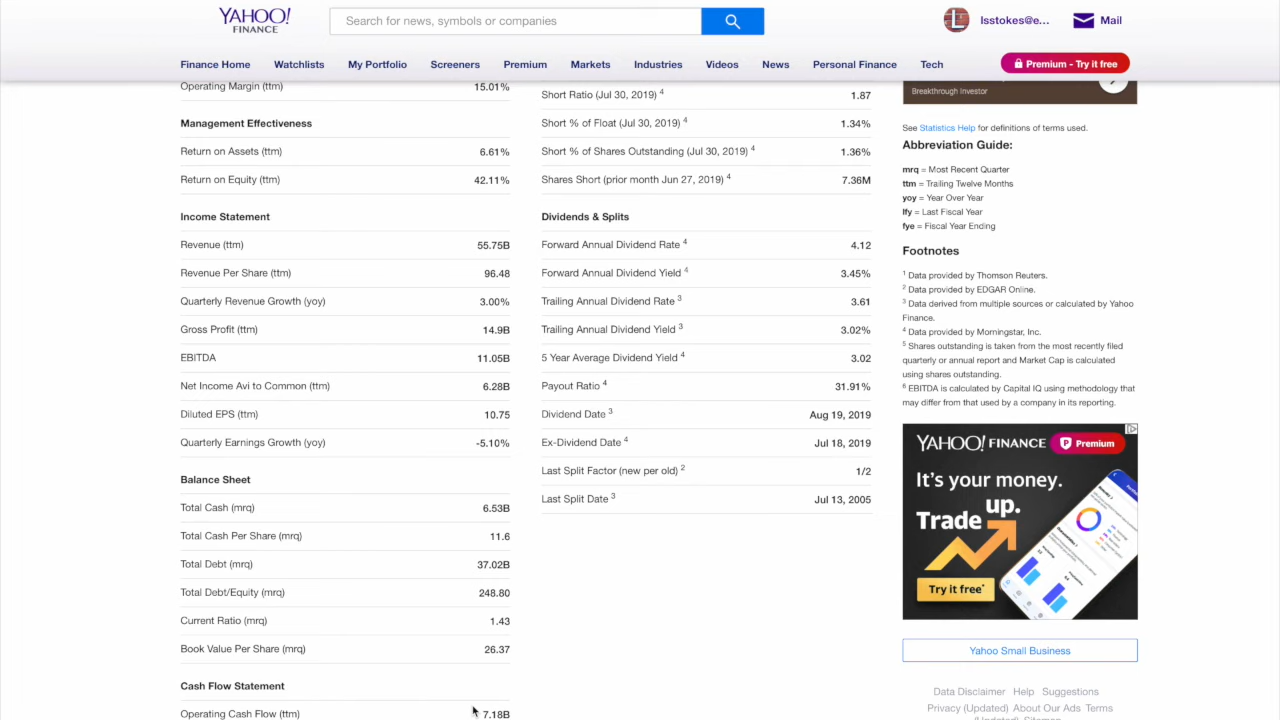 YAHOO!
FINANCE
Search for news, symbols or companies
L
lsstokes@e...
Mail
Finance Home
Watchlists
My Portfolio
Screeners
Premium
Markets
Industries
Videos
News
Personal Finance
Tech
Premium - Try it free
Operating Margin (ttm) 15.01%
Management Effectiveness
Return on Assets (ttm) 6.61%
Return on Equity (ttm) 42.11%
Income Statement
Revenue (ttm) 55.75B
Revenue Per Share (ttm) 96.48
Quarterly Revenue Growth (yoy) 3.00%
Gross Profit (ttm) 14.9B
EBITDA 11.05B
Net Income Avi to Common (ttm) 6.28B
Diluted EPS (ttm) 10.75
Quarterly Earnings Growth (yoy) -5.10%
Balance Sheet
Total Cash (mrq) 6.53B
Total Cash Per Share (mrq) 11.6
Total Debt (mrq) 37.02B
Total Debt/Equity (mrq) 248.80
Current Ratio (mrq) 1.43
Book Value Per Share (mrq) 26.37
Cash Flow Statement
Operating Cash Flow (ttm) 7.18B
Short Ratio (Jul 30, 2019) 4 1.87
Short % of Float (Jul 30, 2019) 4 1.34%
Short % of Shares Outstanding (Jul 30, 2019) 4 1.36%
Shares Short (prior month Jun 27, 2019) 4 7.36M
Dividends & Splits
Forward Annual Dividend Rate 4 4.12
Forward Annual Dividend Yield 4 3.45%
Trailing Annual Dividend Rate 3 3.61
Trailing Annual Dividend Yield 3 3.02%
5 Year Average Dividend Yield 4 3.02
Payout Ratio 4 31.91%
Dividend Date 3 Aug 19, 2019
Ex-Dividend Date 4 Jul 18, 2019
Last Split Factor (new per old) 2 1/2
Last Split Date 3 Jul 13, 2005
Breakthrough Investor
See Statistics Help for definitions of terms used.
Abbreviation Guide:
mrq = Most Recent Quarter
ttm = Trailing Twelve Months
yoy = Year Over Year
lfy = Last Fiscal Year
fye = Fiscal Year Ending
Footnotes
1 Data provided by Thomson Reuters.
2 Data provided by EDGAR Online.
3 Data derived from multiple sources or calculated by Yahoo
Finance.
4 Data provided by Morningstar, Inc.
5 Shares outstanding is taken from the most recently filed
quarterly or annual report and Market Cap is calculated
using shares outstanding.
6 EBITDA is calculated by Capital IQ using methodology that
may differ from that used by a company in its reporting.
YAHOO! FINANCE Premium
It's your money.
Trade up.
Try it free*
Yahoo Small Business
Data Disclaimer Help Suggestions
Privacy (Updated) About Our Ads Terms
(Updated) Sitemap